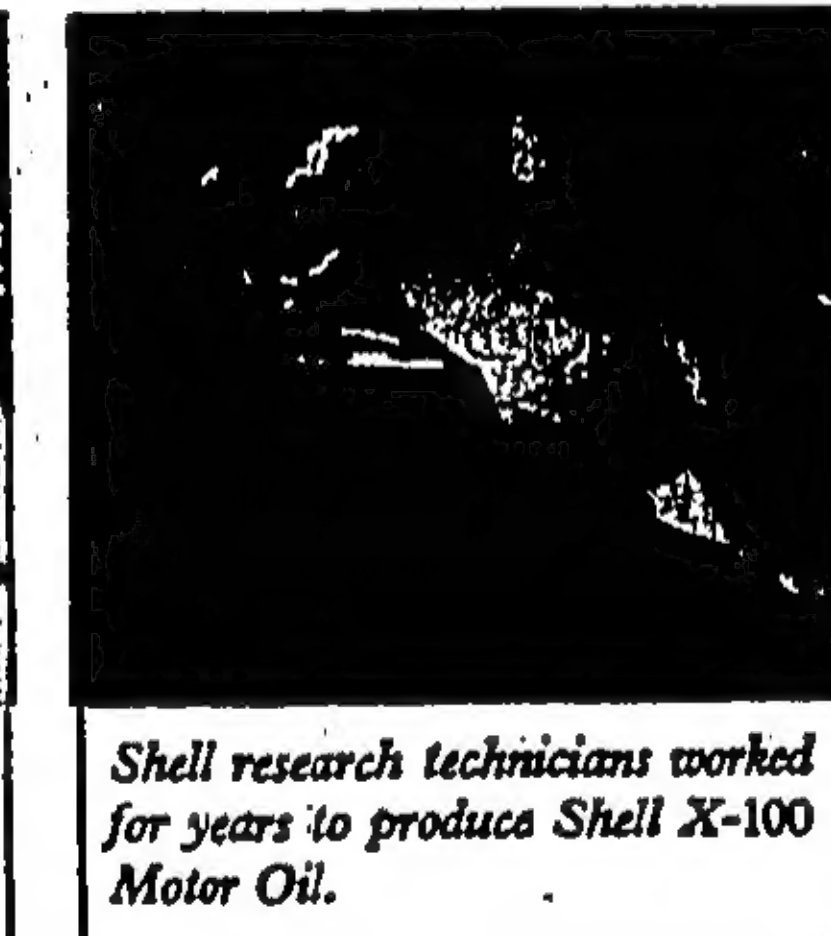 Shell research technicians worked
for years to produce Shell X-100
Motor Oil.